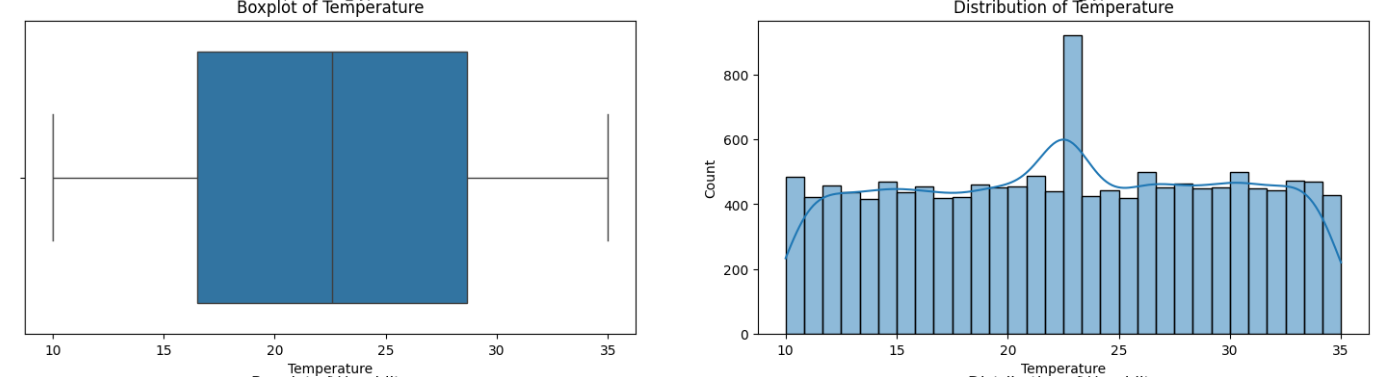 Boxplot of Temperature
10 15 20 25 30 35
Temperature
Distribution of Temperature
Count
800
600
400
200
0
10 15 20 25 30 35
Temperature